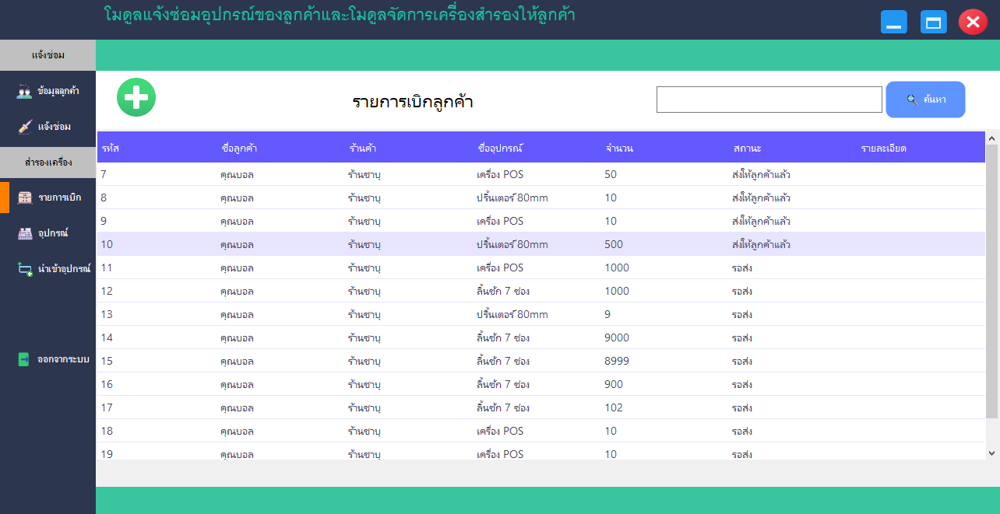 โมดูลแจ้งซ่อมอุปกรณ์ของลูกค้าและโมดูลจัดการเครื่องสำรองให้ลูกค้า
แจ้งซ่อม
ข้อมูลลูกค้า
แจ้งซ่อม
สำรองเครื่อง
รายการเบิก
อุปกรณ์
นำเข้าอุปกรณ์
ออกจากระบบ
รายการเบิกลูกค้า
ค้นหา
รหัส ชื่อลูกค้า ร้านค้า ชื่ออุปกรณ์ จำนวน สถานะ รายละเอียด
7 คุณบอล ร้านชาบู เครื่อง POS 50 ส่งให้ลูกค้าแล้ว
8 คุณบอล ร้านชาบู ปริ้นเตอร์ 80mm 10 ส่งให้ลูกค้าแล้ว
9 คุณบอล ร้านชาบู เครื่อง POS 10 ส่งให้ลูกค้าแล้ว
10 คุณบอล ร้านชาบู ปริ้นเตอร์ 80mm 500 ส่งให้ลูกค้าแล้ว
11 คุณบอล ร้านชาบู เครื่อง POS 1000 รอส่ง
12 คุณบอล ร้านชาบู ลิ้นชัก 7 ช่อง 1000 รอส่ง
13 คุณบอล ร้านชาบู ปริ้นเตอร์ 80mm 9 รอส่ง
14 คุณบอล ร้านชาบู ลิ้นชัก 7 ช่อง 9000 รอส่ง
15 คุณบอล ร้านชาบู ลิ้นชัก 7 ช่อง 8999 รอส่ง
16 คุณบอล ร้านชาบู ลิ้นชัก 7 ช่อง 900 รอส่ง
17 คุณบอล ร้านชาบู ลิ้นชัก 7 ช่อง 102 รอส่ง
18 คุณบอล ร้านชาบู เครื่อง POS 10 รอส่ง
19 คุณบอล ร้านชาบู เครื่อง POS 10 รอส่ง